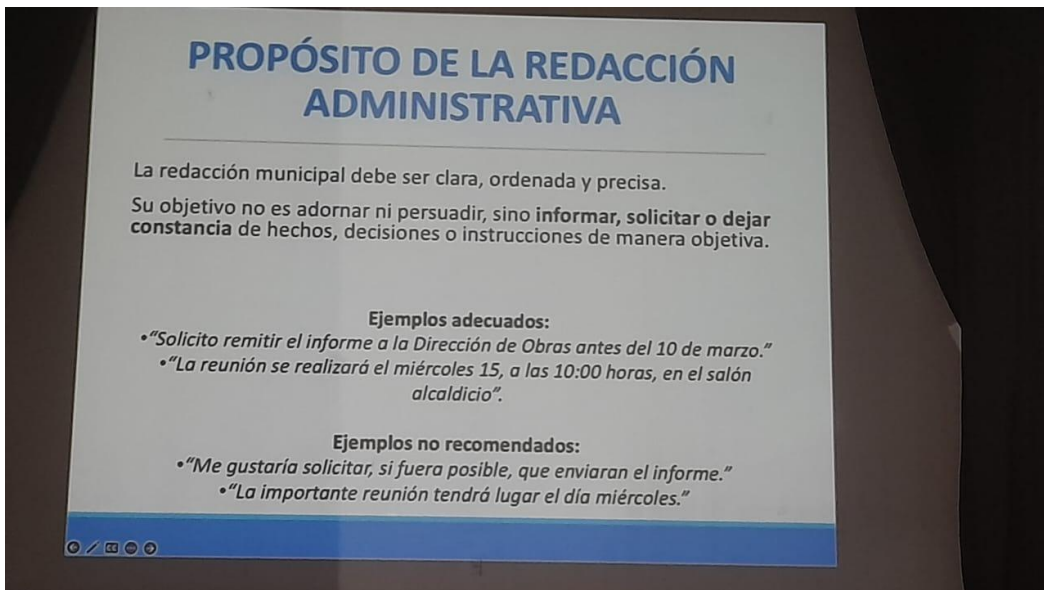 PROPÓSITO DE LA REDACCIÓN
ADMINISTRATIVA
La redacción municipal debe ser clara, ordenada y precisa.
Su objetivo no es adornar ni persuadir, sino informar, solicitar o dejar
constancia de hechos, decisiones o instrucciones de manera objetiva.
Ejemplos adecuados:
•"Solicito remitir el informe a la Dirección de Obras antes del 10 de marzo."
•"La reunión se realizará el miércoles 15, a las 10:00 horas, en el salón
alcaldicio".
Ejemplos no recomendados:
•"Me gustaría solicitar, si fuera posible, que enviaran el informe."
•"La importante reunión tendrá lugar el día miércoles."